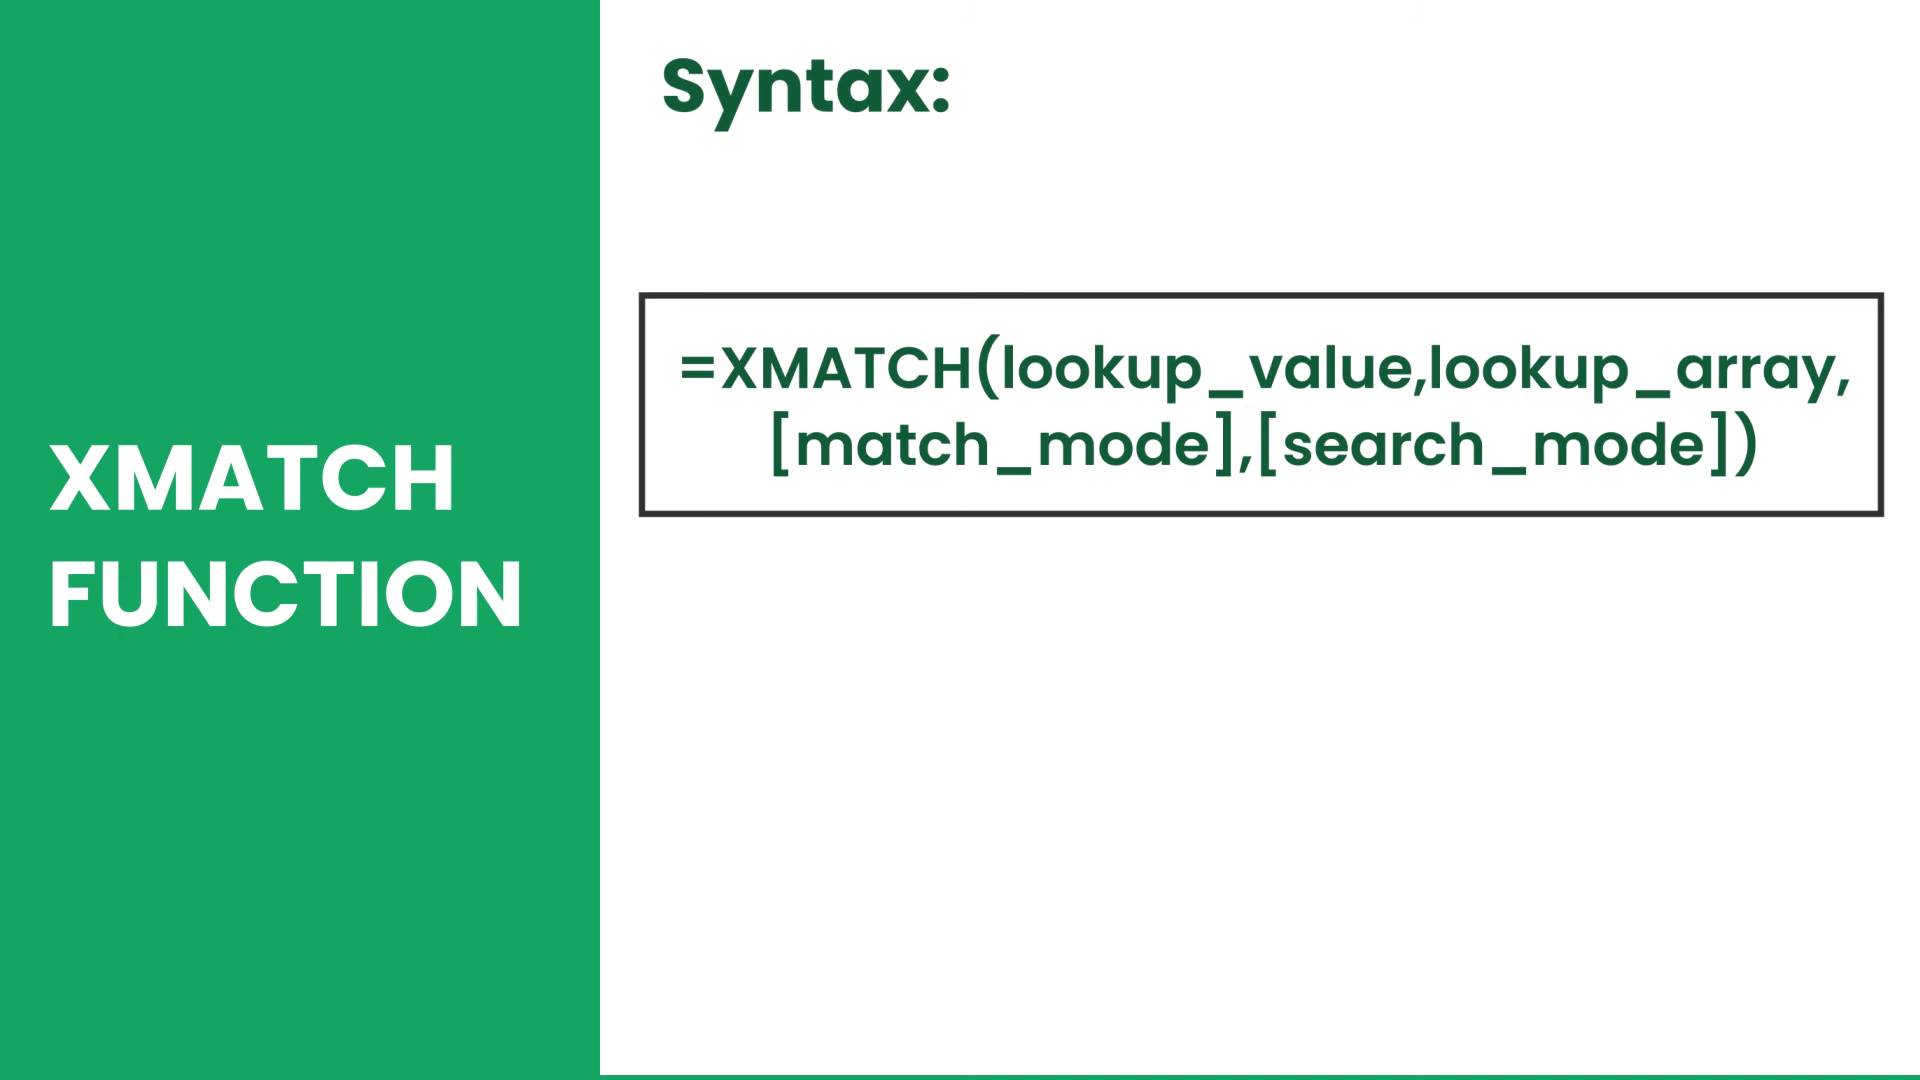 XMATCH
FUNCTION
Syntax:
=XMATCH(lookup_value,lookup_array,
[match_mode],[search_mode])